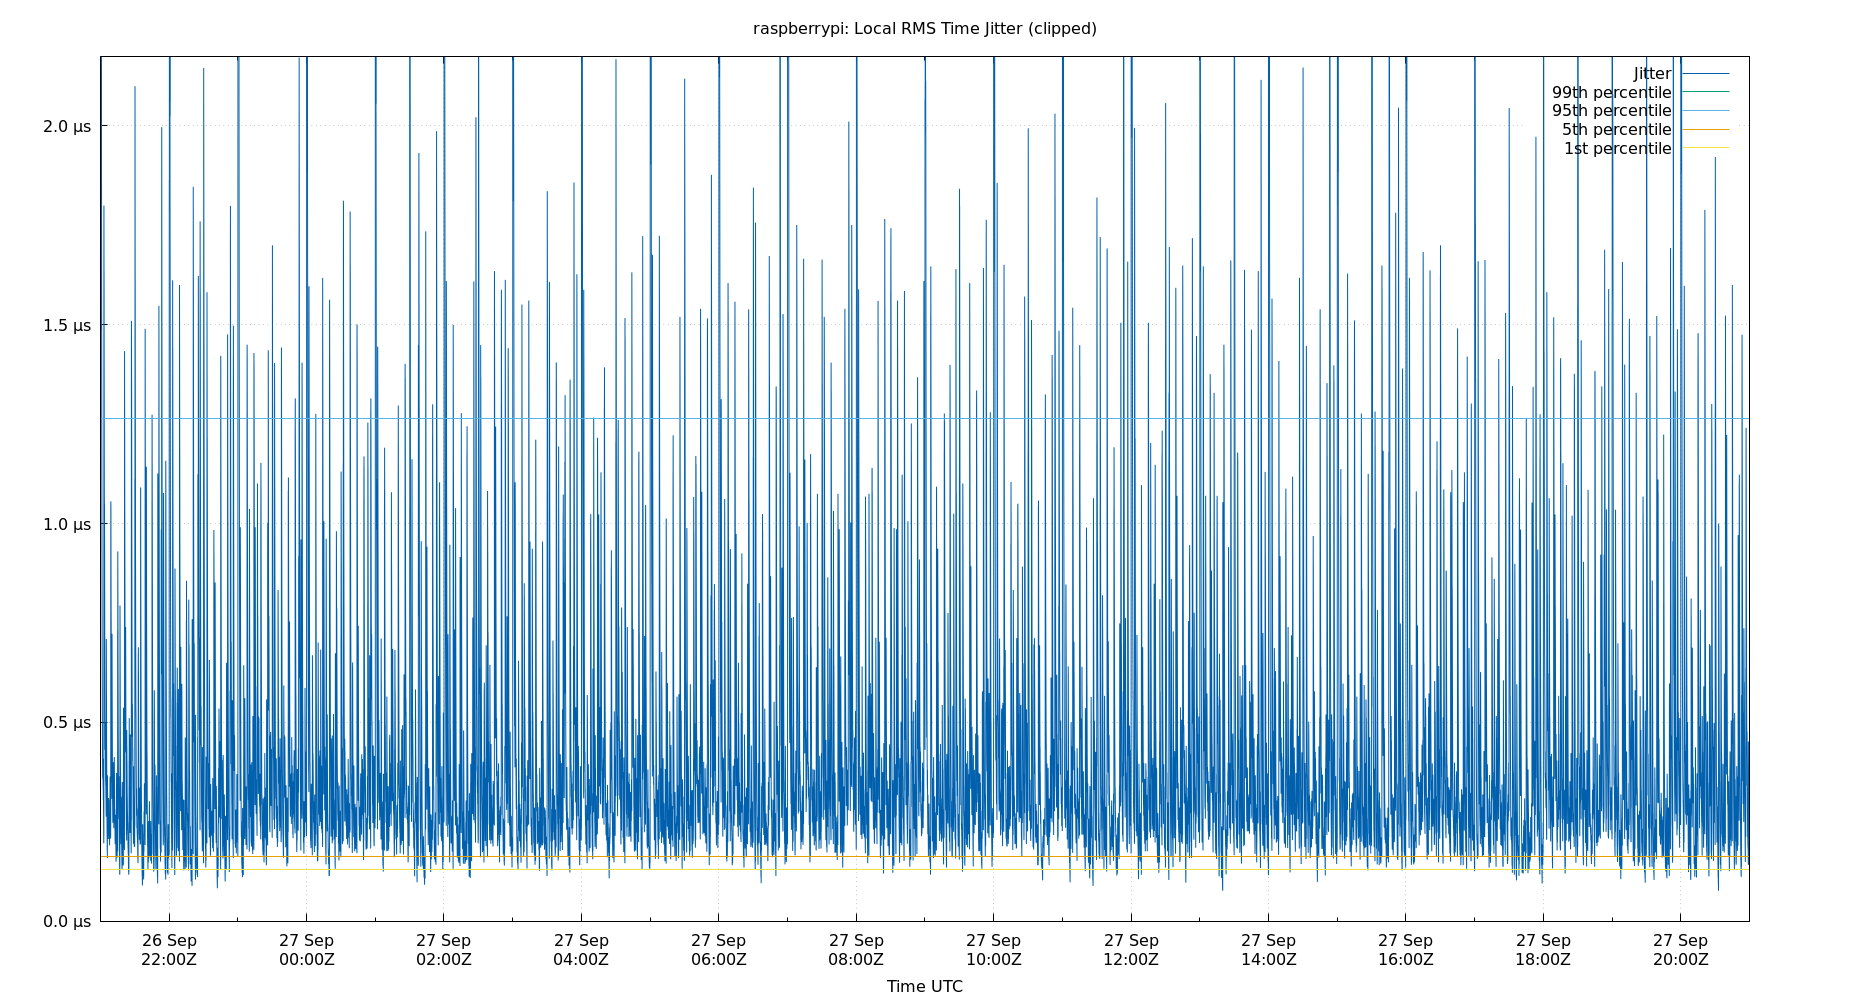 raspberrypi: Local RMS Time Jitter (clipped)
Jitter
99th percentile
95th percentile
5th percentile
1st percentile
2.0 µs
1.5 µs
1.0 µs
0.5 µs
0.0 µs
26 Sep 27 Sep 27 Sep 27 Sep 27 Sep 27 Sep 27 Sep 27 Sep 27 Sep 27 Sep 27 Sep 27 Sep
22:00Z 00:00Z 02:00Z 04:00Z 06:00Z 08:00Z 10:00Z 12:00Z 14:00Z 16:00Z 18:00Z 20:00Z
Time UTC